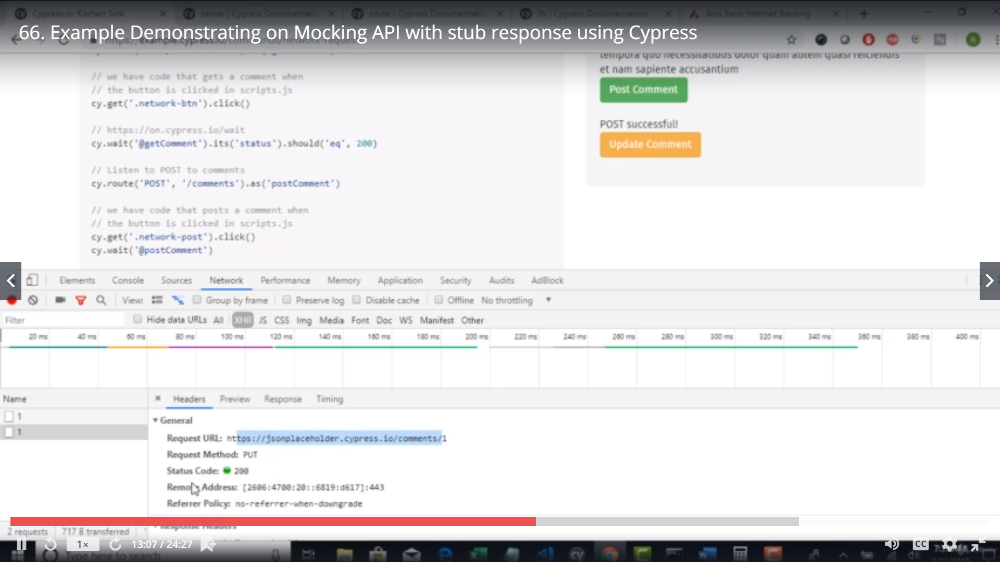 Cypress.io: Kitchen Sink
server | Cypress Documentatio
route | Cypress Documentatio
its | Cypress Documentation
Axis Bank Internet Banking
66. Example Demonstrating on Mocking API with stub response using Cypress
// we have code that gets a comment when
// the button is clicked in scripts.js
cy.get('.network-btn').click()
// https://on.cypress.io/wait
cy.wait('@getComment').its('status').should('eq', 200)
// Listen to POST to comments
cy.route('POST', '/comments').as('postComment')
// we have code that posts a comment when
// the button is clicked in scripts.js
cy.get('.network-post').click()
cy.wait('@postComment')
tempora quo necessitatibus dolor quam autem quasi reiciendis
et nam sapiente accusantium
Post Comment
POST successful!
Update Comment
Elements Console Sources Network Performance Memory Application Security Audits AdBlock
View: Group by frame Preserve log Disable cache Offline No throttling
Filter Hide data URLs All XHR JS CSS Img Media Font Doc WS Manifest Other
20 ms 40 ms 60 ms 80 ms 100 ms 120 ms 140 ms 160 ms 180 ms 200 ms 220 ms 240 ms 260 ms 280 ms 300 ms 320 ms 340 ms 360 ms 380 ms 400 ms
Name
1
1
Headers Preview Response Timing
General
Request URL: https://jsonplaceholder.cypress.io/comments/1
Request Method: PUT
Status Code: 200
Remote Address: [2606:4700:20::6819:d617]:443
Referrer Policy: no-referrer-when-downgrade
Response Headers
2 requests 717 B transferred
1× 13:07 / 24:27
CC
Type here to search